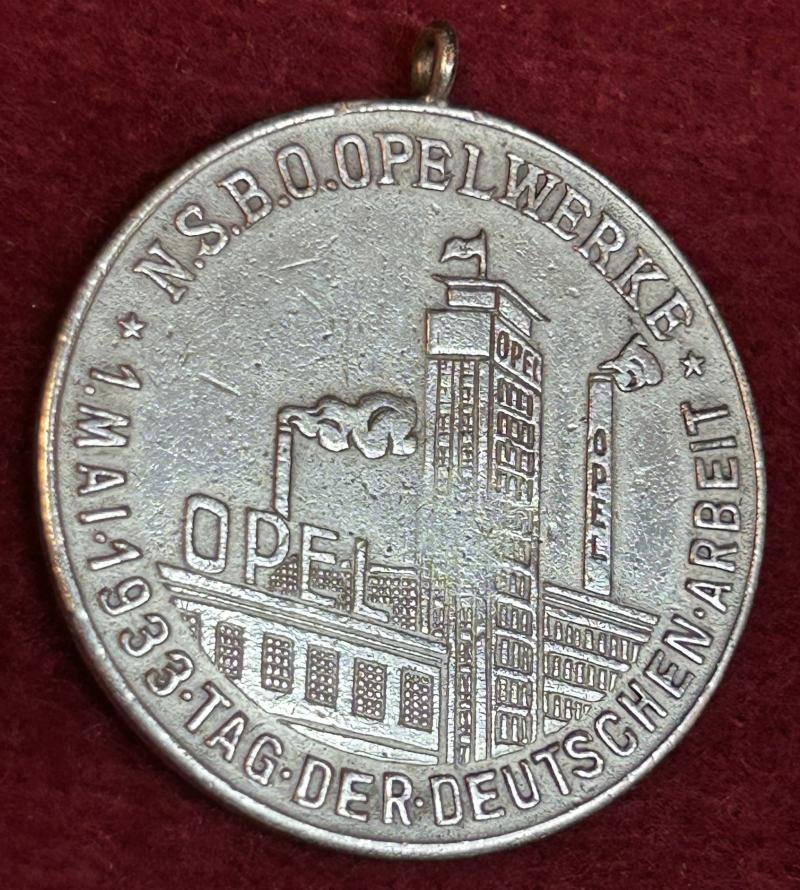 N.S.B.O. OPELWERKE
1. MAI · 1933 · TAG · DER · DEUTSCHEN · ARBEIT
OPEL
OPEL
OPEL